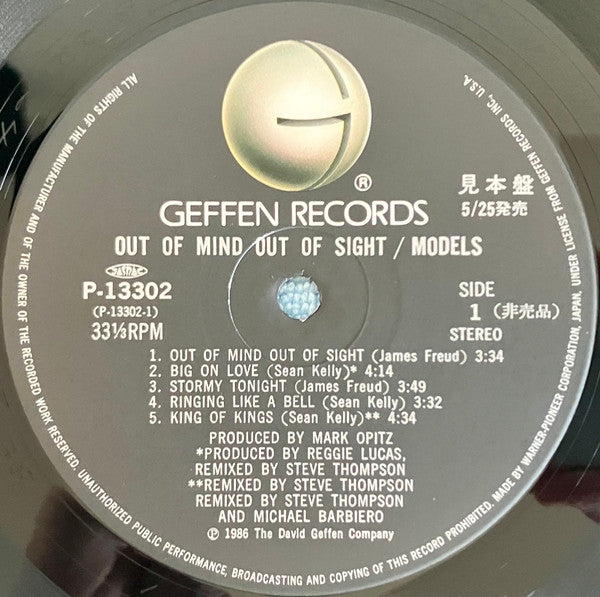 ®
GEFFEN RECORDS
見本盤
5/25発売
OUT OF MIND OUT OF SIGHT / MODELS
P-13302
(P-13302-1)
33⅓RPM
SIDE
1 (非売品)
STEREO
1. OUT OF MIND OUT OF SIGHT (James Freud) 3:34
2. BIG ON LOVE (Sean Kelly)* 4:14
3. STORMY TONIGHT (James Freud) 3:49
4. RINGING LIKE A BELL (Sean Kelly) 3:32
5. KING OF KINGS (Sean Kelly)** 4:34
PRODUCED BY MARK OPITZ
*PRODUCED BY REGGIE LUCAS,
REMIXED BY STEVE THOMPSON
**REMIXED BY STEVE THOMPSON
REMIXED BY STEVE THOMPSON
AND MICHAEL BARBIERO
℗ 1986 The David Geffen Company
ALL RIGHTS OF THE MANUFACTURER AND OF THE OWNER OF THE RECORDED WORK RESERVED. UNAUTHORIZED PUBLIC PERFORMANCE, BROADCASTING AND COPYING OF THIS RECORD PROHIBITED. MADE BY WARNER-PIONEER CORPORATION, JAPAN, UNDER LICENSE FROM GEFFEN RECORDS INC, U.S.A.